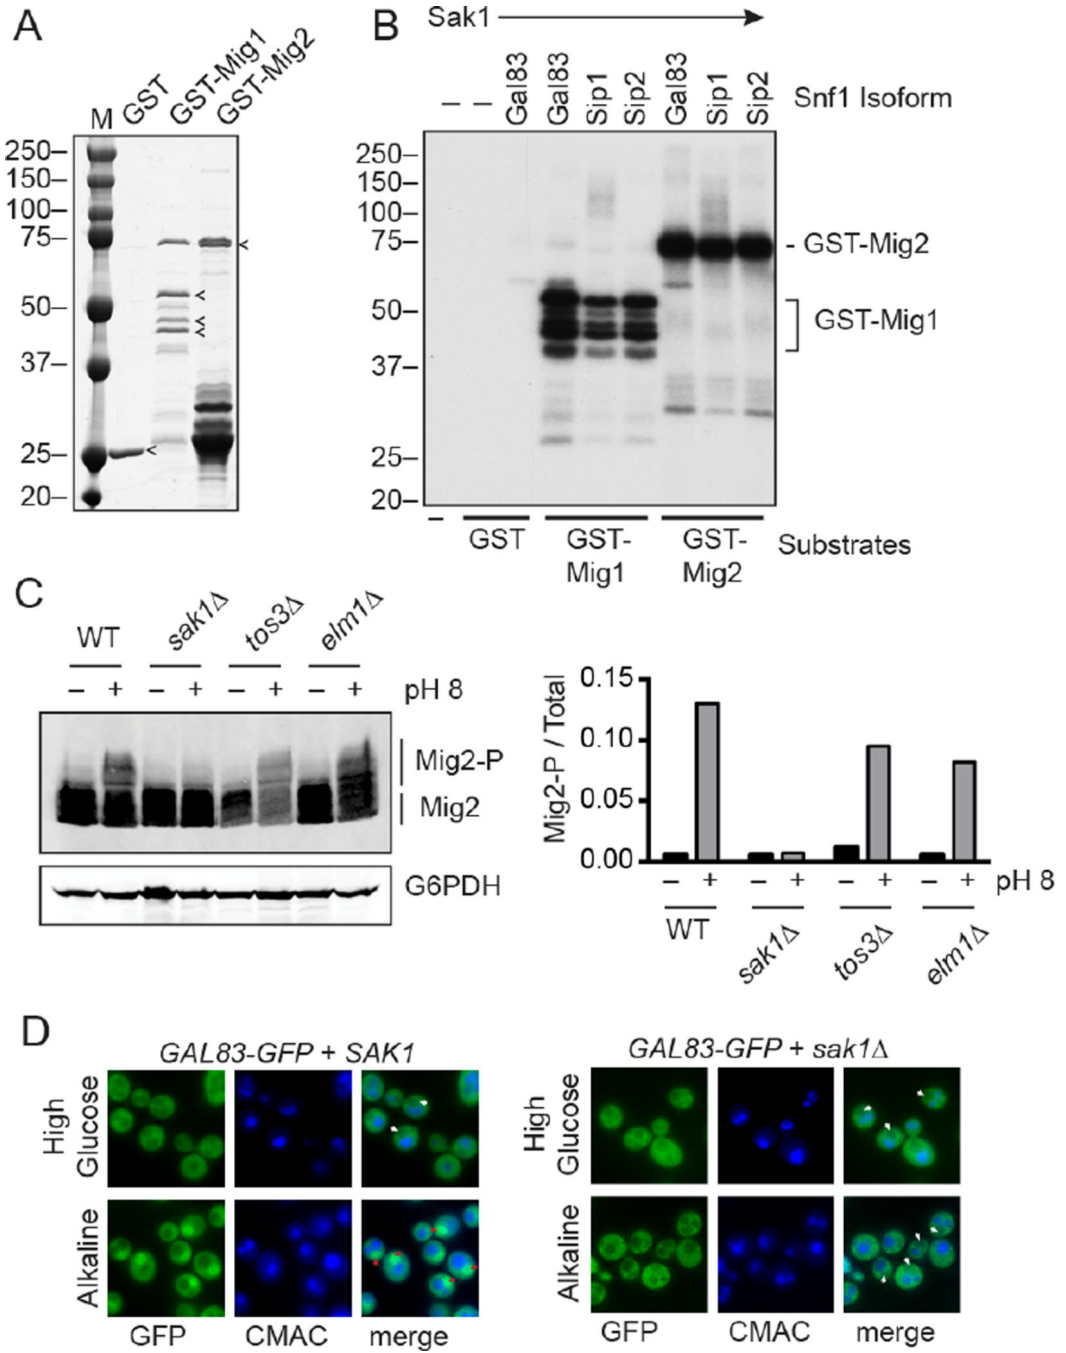 A
M GST GST-Mig1 GST-Mig2
250–
150–
100–
75–
50–
37–
25–
20–
<
<
<
<
<
B
Sak1
– – Gal83 Gal83 Sip1 Sip2 Gal83 Sip1 Sip2 Snf1 Isoform
250–
150–
100–
75–
50–
37–
25–
20–
- GST-Mig2
GST-Mig1
– GST GST- GST- Substrates
Mig1 Mig2
C
WT sak1Δ tos3Δ elm1Δ
– + – + – + – + pH 8
Mig2-P
Mig2
G6PDH
Mig2-P / Total
0.15
0.10
0.05
0.00
– + – + – + – + pH 8
WT sak1Δ tos3Δ elm1Δ
D
GAL83-GFP + SAK1
High
Glucose
Alkaline
GFP CMAC merge
GAL83-GFP + sak1Δ
High
Glucose
Alkaline
GFP CMAC merge